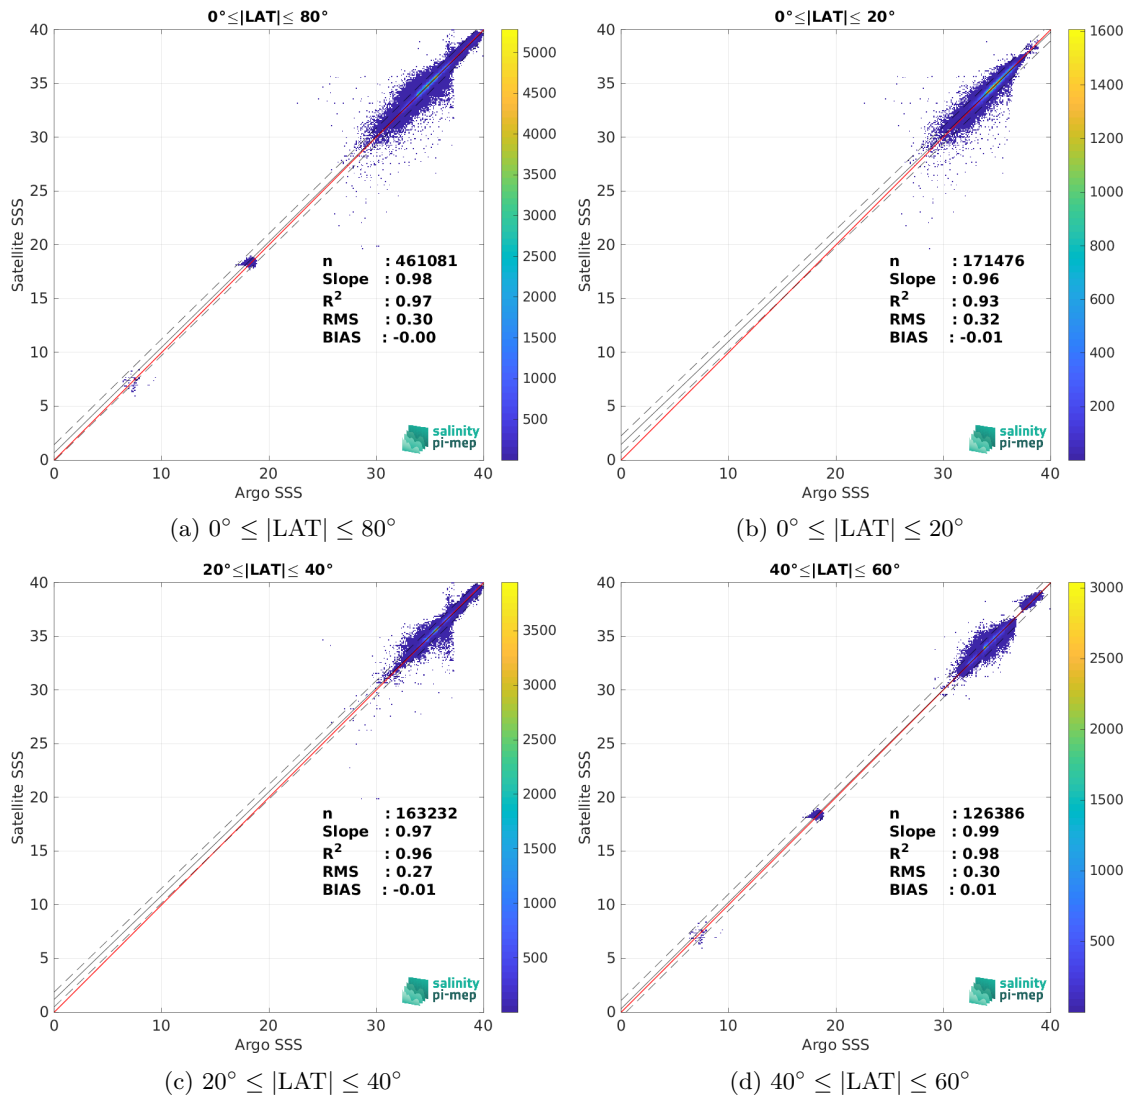 0°≤|LAT|≤ 80°
40
35
30
25
20
15
10
5
0
Satellite SSS
n : 461081
Slope : 0.98
R² : 0.97
RMS : 0.30
BIAS : -0.00
salinity
pi-mep
0 10 20 30 40
Argo SSS
5000
4500
4000
3500
3000
2500
2000
1500
1000
500
(a) 0° ≤ |LAT| ≤ 80°
0°≤|LAT|≤ 20°
40
35
30
25
20
15
10
5
0
Satellite SSS
n : 171476
Slope : 0.96
R² : 0.93
RMS : 0.32
BIAS : -0.01
salinity
pi-mep
0 10 20 30 40
Argo SSS
1600
1400
1200
1000
800
600
400
200
(b) 0° ≤ |LAT| ≤ 20°
20°≤|LAT|≤ 40°
40
35
30
25
20
15
10
5
0
Satellite SSS
n : 163232
Slope : 0.97
R² : 0.96
RMS : 0.27
BIAS : -0.01
salinity
pi-mep
0 10 20 30 40
Argo SSS
3500
3000
2500
2000
1500
1000
500
(c) 20° ≤ |LAT| ≤ 40°
40°≤|LAT|≤ 60°
40
35
30
25
20
15
10
5
0
Satellite SSS
n : 126386
Slope : 0.99
R² : 0.98
RMS : 0.30
BIAS : 0.01
salinity
pi-mep
0 10 20 30 40
Argo SSS
3000
2500
2000
1500
1000
500
(d) 40° ≤ |LAT| ≤ 60°